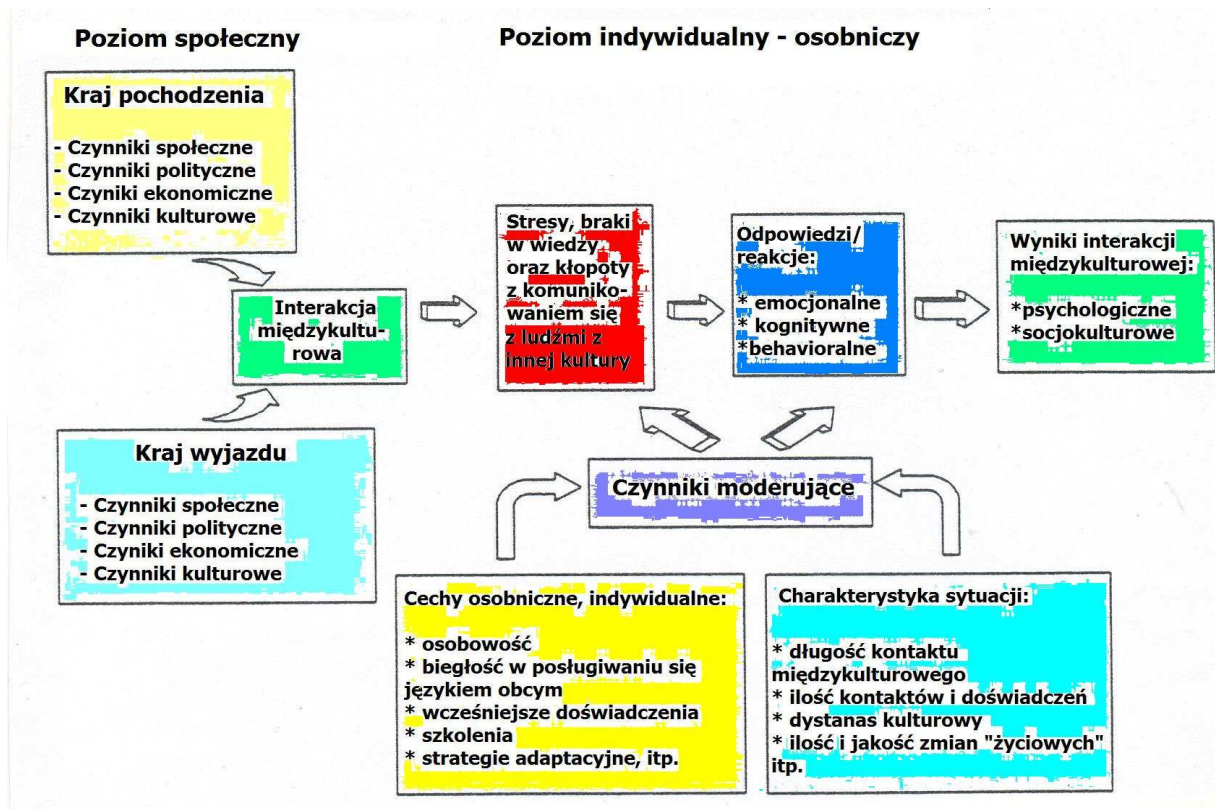 Poziom społeczny
Poziom indywidualny - osobniczy
Kraj pochodzenia
- Czynniki społeczne
- Czynniki polityczne
- Czyniki ekonomiczne
- Czynniki kulturowe
Interakcja
międzykultu-
rowa
Kraj wyjazdu
- Czynniki społeczne
- Czynniki polityczne
- Czyniki ekonomiczne
- Czynniki kulturowe
Stresy, braki
w wiedzy
oraz kłopoty
z komuniko-
waniem się
z ludźmi z
innej kultury
Odpowiedzi/
reakcje:
* emocjonalne
* kognitywne
*behavioralne
Wyniki interakcji
międzykulturowej:
*psychologiczne
*socjokulturowe
Czynniki moderujące
Cechy osobniczne, indywidualne:
* osobowość
* biegłość w posługiwaniu się
językiem obcym
* wcześniejsze doświadczenia
* szkolenia
* strategie adaptacyjne, itp.
Charakterystyka sytuacji:
* długość kontaktu
międzykulturowego
* ilość kontaktów i doświadczeń
* dystanas kulturowy
* ilość i jakość zmian "życiowych"
itp.